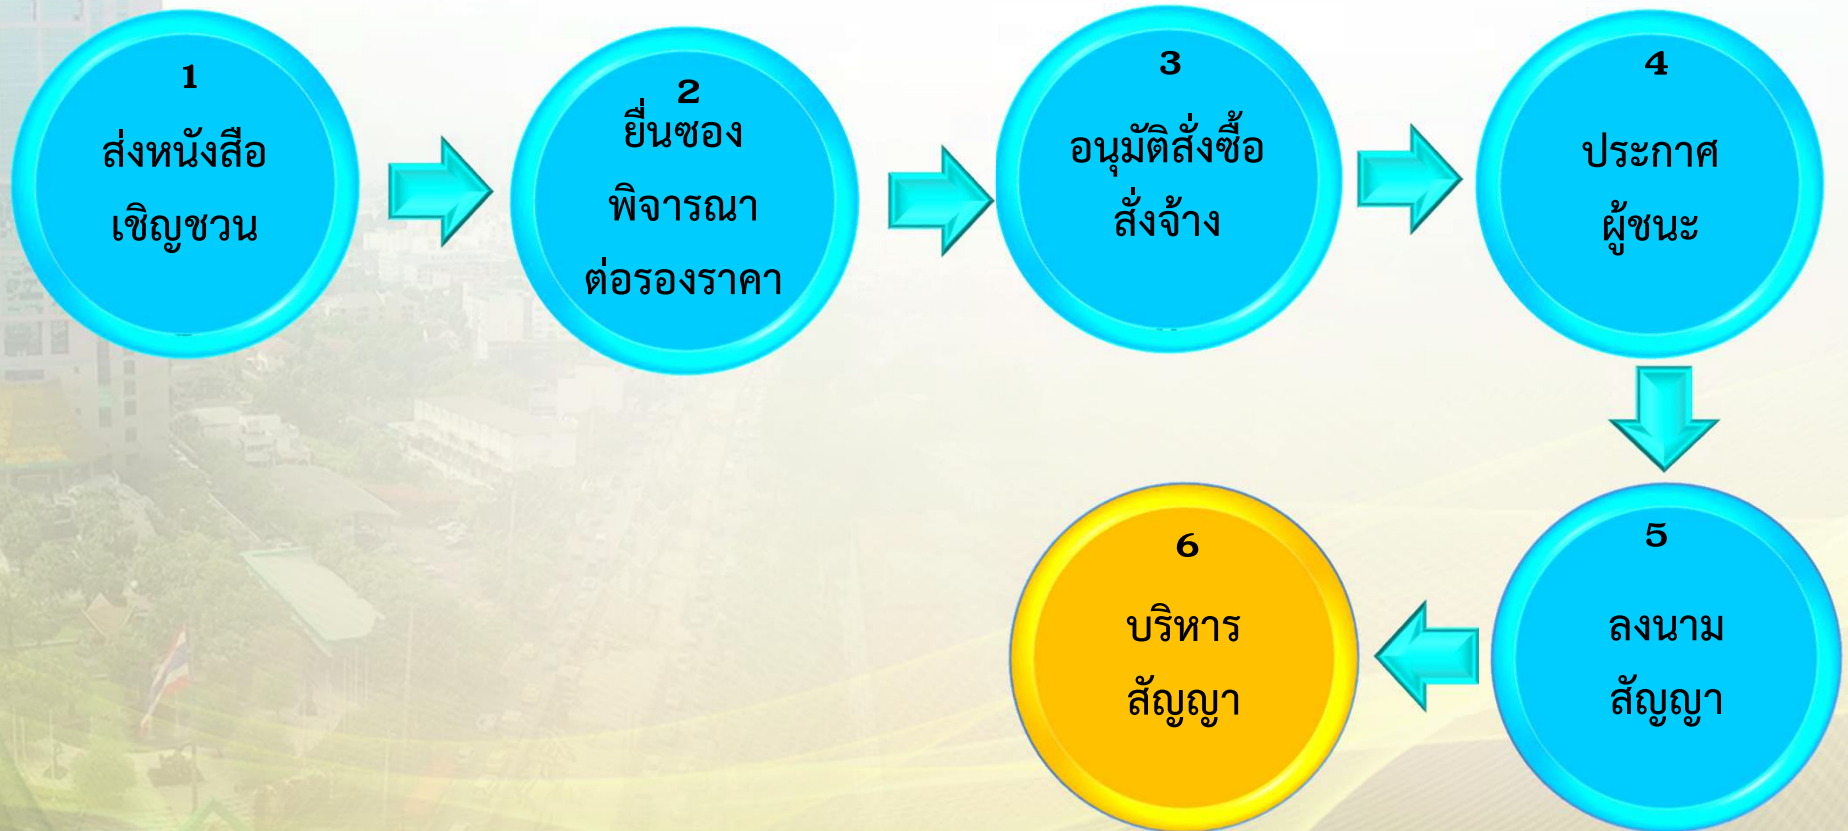 1
ส่งหนังสือ
เชิญชวน
2
ยื่นซอง
พิจารณา
ต่อรองราคา
3
อนุมัติสั่งซื้อ
สั่งจ้าง
4
ประกาศ
ผู้ชนะ
5
ลงนาม
สัญญา
6
บริหาร
สัญญา